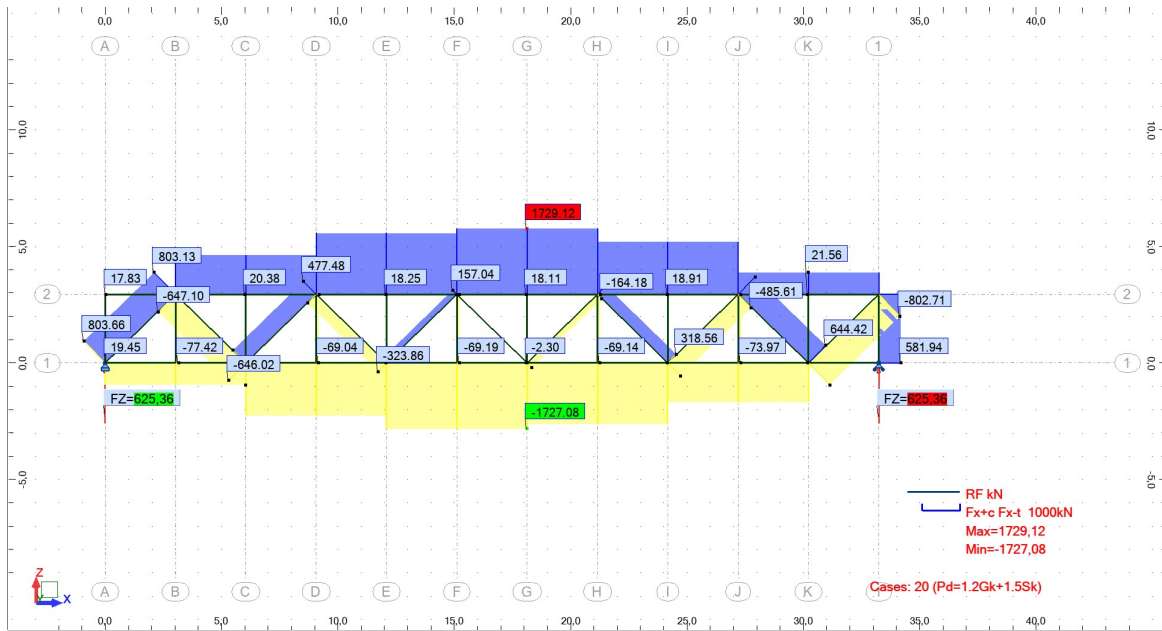 0,0 5,0 10,0 15,0 20,0 25,0 30,0 35,0 40,0
A B C D E F G H I J K 1
10,0 10,0
1729,12
5,0 5,0
803.13
477.48
157.04
21.56
17.83 20.38 18.25 18.11 -164.18 18.91
-485.61
2 -647.10 -802.71 2
803.66
644.42
318.56
19.45 -77.42 -69.04 -323.86 -69.19 -2.30 -69.14 -73.97 581.94
-646.02
0,0 1 1 0,0
FZ=625,36 FZ=625,36
-1727.08
-5,0 -5,0
RF kN
Fx+c Fx-t 1000kN
Max=1729,12
Min=-1727,08
Cases: 20 (Pd=1.2Gk+1.5Sk)
Z
Y X
A B C D E F G H I J K
0,0 5,0 10,0 15,0 20,0 25,0 30,0 35,0 40,0